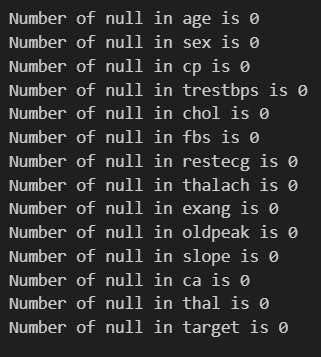 Number of null in age is 0
Number of null in sex is 0
Number of null in cp is 0
Number of null in trestbps is 0
Number of null in chol is 0
Number of null in fbs is 0
Number of null in restecg is 0
Number of null in thalach is 0
Number of null in exang is 0
Number of null in oldpeak is 0
Number of null in slope is 0
Number of null in ca is 0
Number of null in thal is 0
Number of null in target is 0